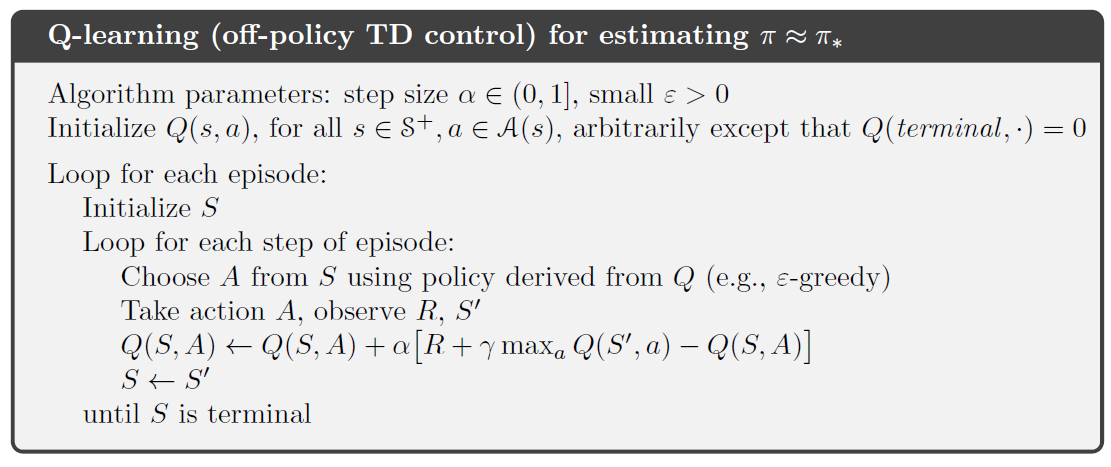 Q-learning (off-policy TD control) for estimating π ≈ π*
Algorithm parameters: step size α ∈ (0, 1], small ε > 0
Initialize Q(s, a), for all s ∈ 𝒮⁺, a ∈ 𝒜(s), arbitrarily except that Q(terminal, ·) = 0
Loop for each episode:
Initialize S
Loop for each step of episode:
Choose A from S using policy derived from Q (e.g., ε-greedy)
Take action A, observe R, S′
Q(S, A) ← Q(S, A) + α[R + γ maxₐ Q(S′, a) − Q(S, A)]
S ← S′
until S is terminal